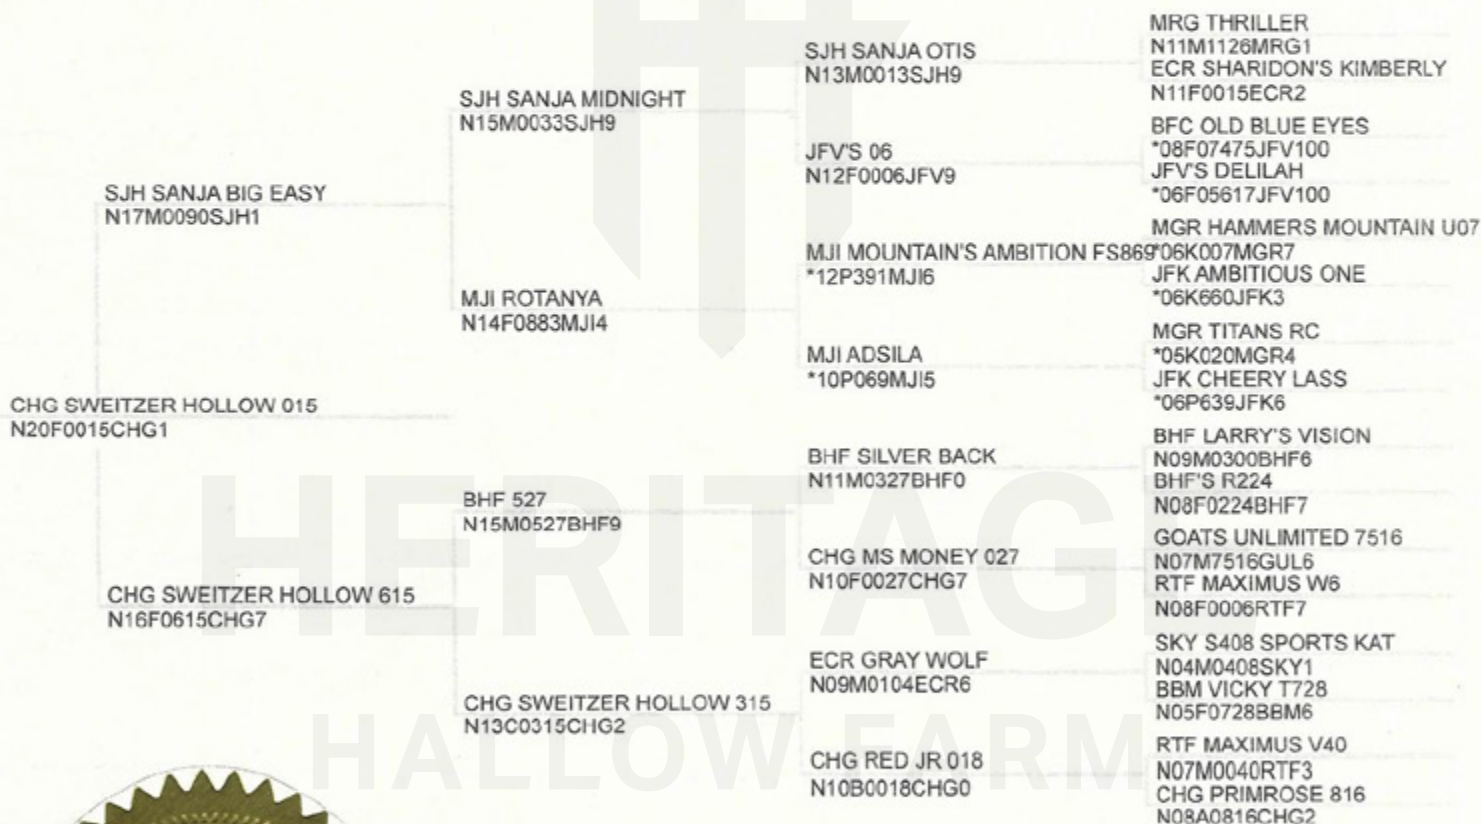 CHG SWEITZER HOLLOW 015
N20F0015CHG1
SJH SANJA BIG EASY
N17M0090SJH1
CHG SWEITZER HOLLOW 615
N16F0615CHG7
SJH SANJA MIDNIGHT
N15M0033SJH9
MJI ROTANYA
N14F0883MJI4
BHF 527
N15M0527BHF9
CHG SWEITZER HOLLOW 315
N13C0315CHG2
SJH SANJA OTIS
N13M0013SJH9
JFV'S 06
N12F0006JFV9
MJI MOUNTAIN'S AMBITION FS869
*12P391MJI6
MJI ADSILA
*10P069MJI5
BHF SILVER BACK
N11M0327BHF0
CHG MS MONEY 027
N10F0027CHG7
ECR GRAY WOLF
N09M0104ECR6
CHG RED JR 018
N10B0018CHG0
MRG THRILLER
N11M1126MRG1
ECR SHARIDON'S KIMBERLY
N11F0015ECR2
BFC OLD BLUE EYES
*08F07475JFV100
JFV'S DELILAH
*06F05617JFV100
MGR HAMMERS MOUNTAIN U07
*06K007MGR7
JFK AMBITIOUS ONE
*06K660JFK3
MGR TITANS RC
*05K020MGR4
JFK CHEERY LASS
*06P639JFK6
BHF LARRY'S VISION
N09M0300BHF6
BHF'S R224
N08F0224BHF7
GOATS UNLIMITED 7516
N07M7516GUL6
RTF MAXIMUS W6
N08F0006RTF7
SKY S408 SPORTS KAT
N04M0408SKY1
BBM VICKY T728
N05F0728BBM6
RTF MAXIMUS V40
N07M0040RTF3
CHG PRIMROSE 816
N08A0816CHG2
HERITAGE
HALLOW FARM